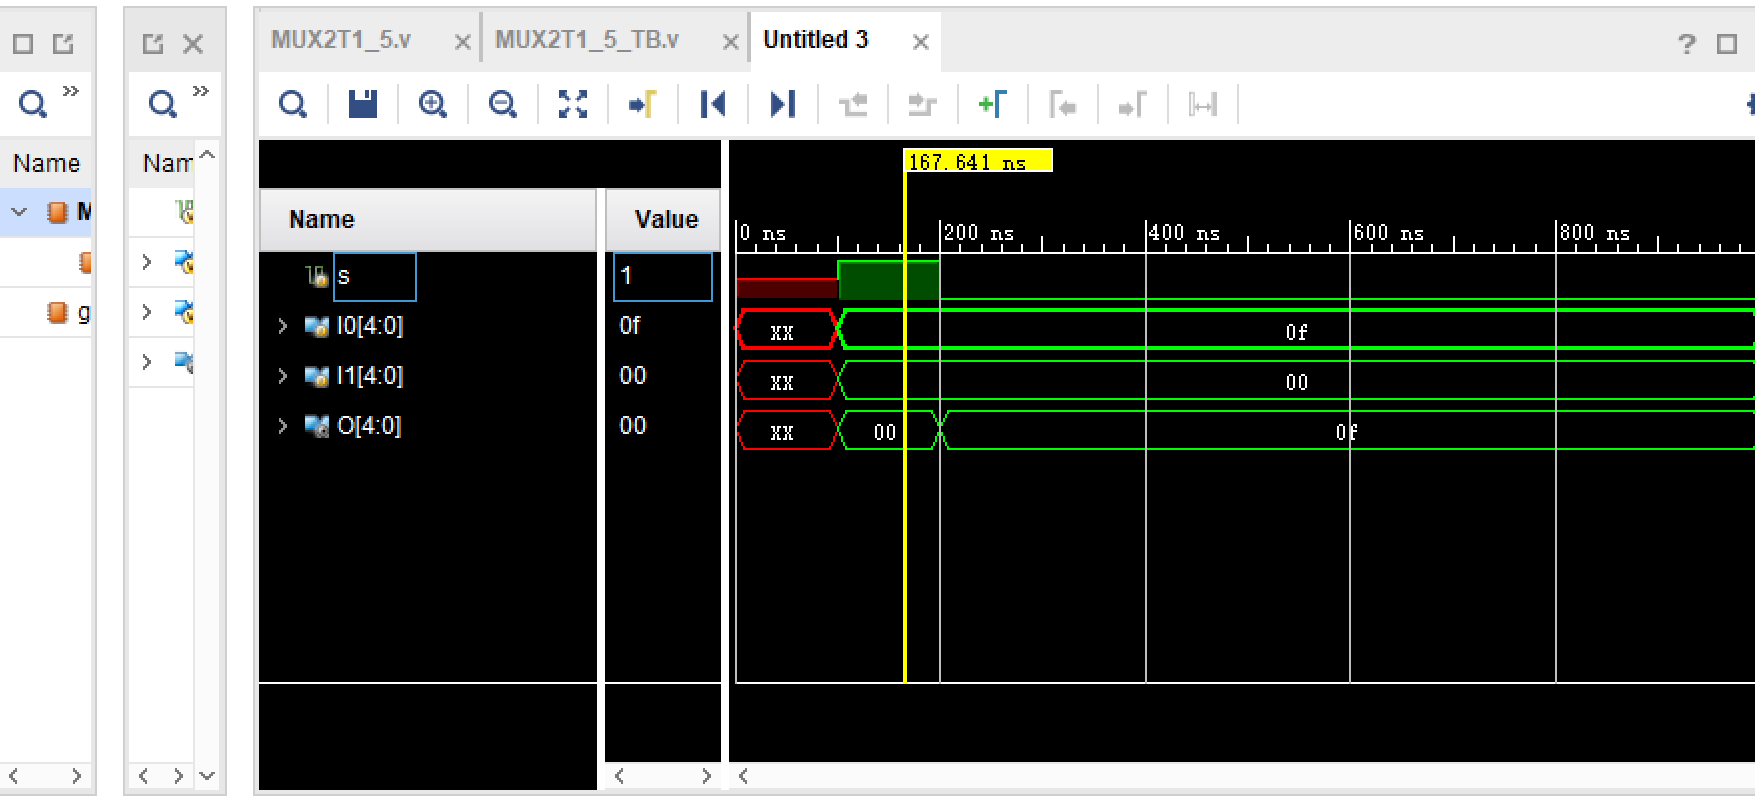 MUX2T1_5.v × MUX2T1_5_TB.v × Untitled 3 × ?
» »
Name Nam
M
g
167.641 ns
Name Value
0 ns 200 ns 400 ns 600 ns 800 ns
s 1
I0[4:0] 0f XX 0f
I1[4:0] 00 XX 00
O[4:0] 00 XX 00 0f